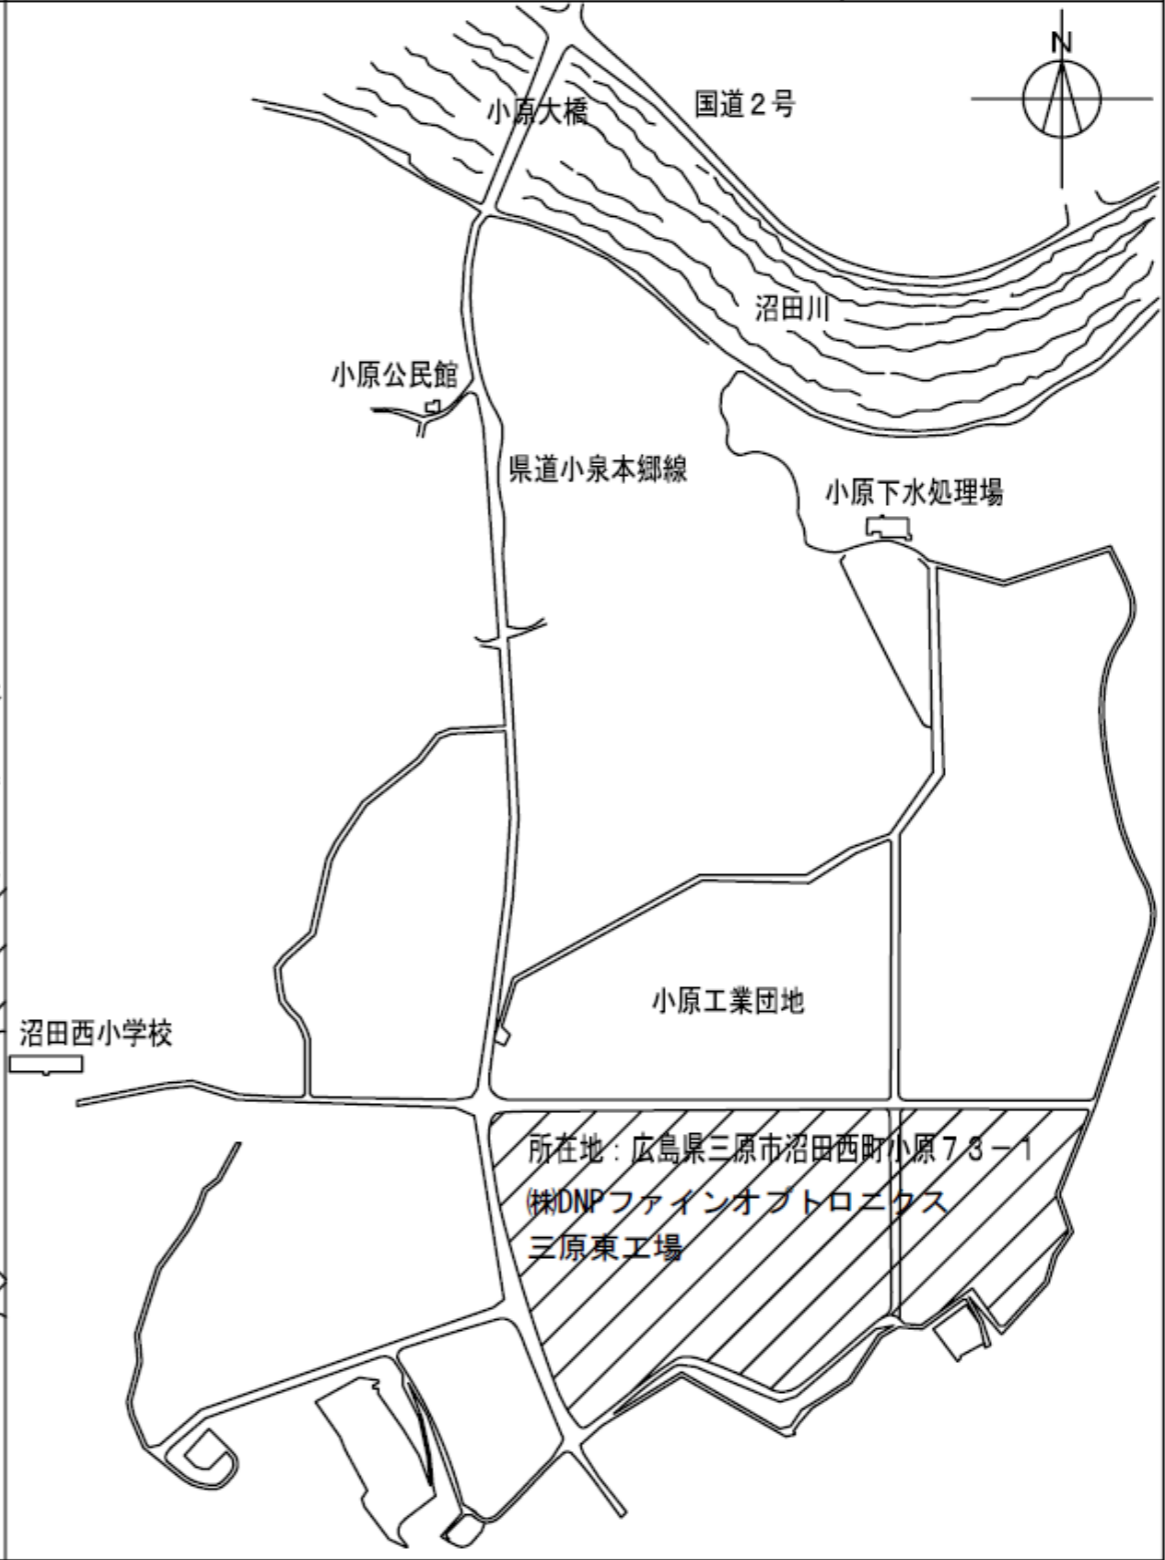 N
国道２号
小原大橋
沼田川
小原公民館
県道小泉本郷線
小原下水処理場
小原工業団地
沼田西小学校
所在地：広島県三原市沼田西町小原７３－１
㈱DNPファインオプトロニクス
三原東工場